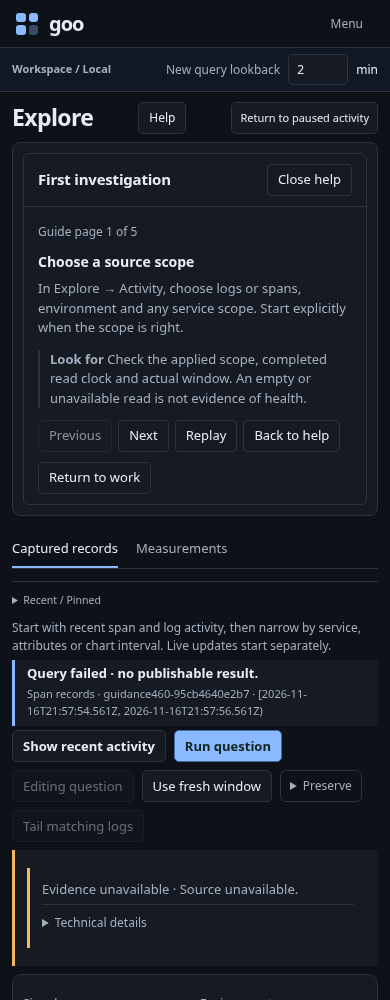 goo
Menu
Workspace / Local
New query lookback
2
min
Explore
Help
Return to paused activity
First investigation
Close help
Guide page 1 of 5
Choose a source scope
In Explore → Activity, choose logs or spans,
environment and any service scope. Start explicitly
when the scope is right.
Look for Check the applied scope, completed
read clock and actual window. An empty or
unavailable read is not evidence of health.
Previous
Next
Replay
Back to help
Return to work
Captured records
Measurements
Recent / Pinned
Start with recent span and log activity, then narrow by service,
attributes or chart interval. Live updates start separately.
Query failed · no publishable result.
Span records · guidance460-95cb4640e2b7 · [2026-11-
16T21:57:54.561Z, 2026-11-16T21:57:56.561Z)
Show recent activity
Run question
Editing question
Use fresh window
Preserve
Tail matching logs
Evidence unavailable · Source unavailable.
Technical details